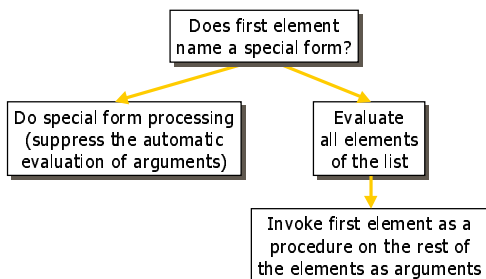 Does first element
name a special form?
Do special form processing
(suppress the automatic
evaluation of arguments)
Evaluate
all elements
of the list
Invoke first element as a
procedure on the rest of
the elements as arguments